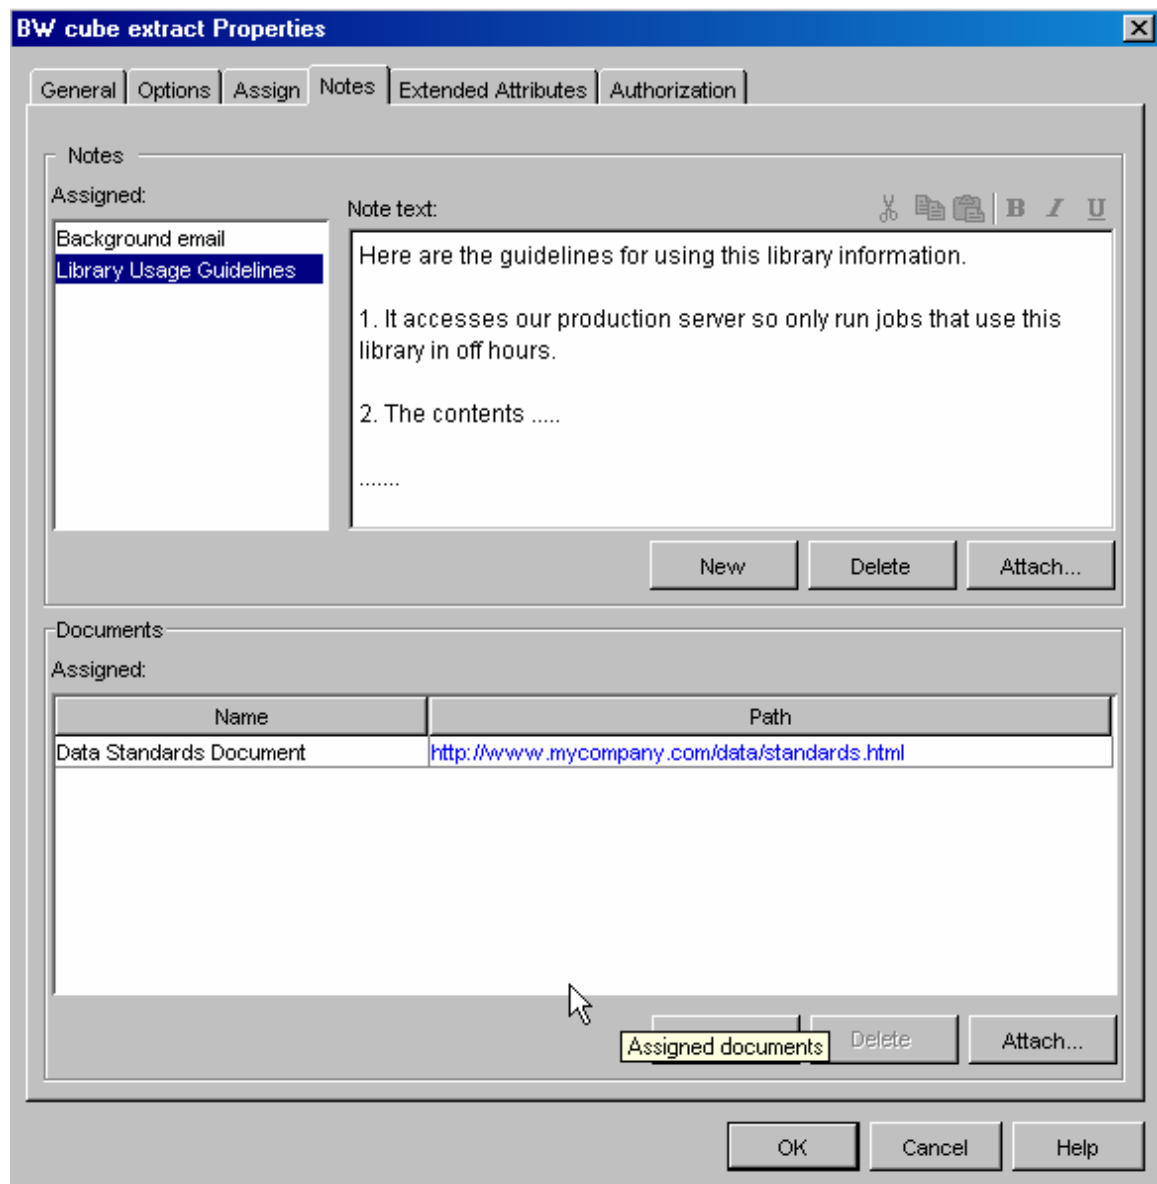 BW cube extract Properties
General Options Assign Notes Extended Attributes Authorization
Notes
Assigned:
Background email
Library Usage Guidelines
Note text:
B I U
Here are the guidelines for using this library information.
1. It accesses our production server so only run jobs that use this
library in off hours.
2. The contents .....
.......
New Delete Attach...
Documents
Assigned:
Name Path
Data Standards Document http://www.mycompany.com/data/standards.html
Assigned documents Delete Attach...
OK Cancel Help